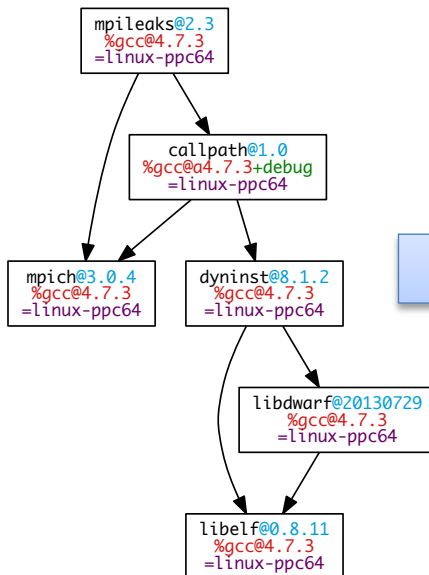 mpileaks@2.3
%gcc@4.7.3
=linux-ppc64
callpath@1.0
%gcc@a4.7.3+debug
=linux-ppc64
mpich@3.0.4
%gcc@4.7.3
=linux-ppc64
dyninst@8.1.2
%gcc@4.7.3
=linux-ppc64
libdwarf@20130729
%gcc@4.7.3
=linux-ppc64
libelf@0.8.11
%gcc@4.7.3
=linux-ppc64